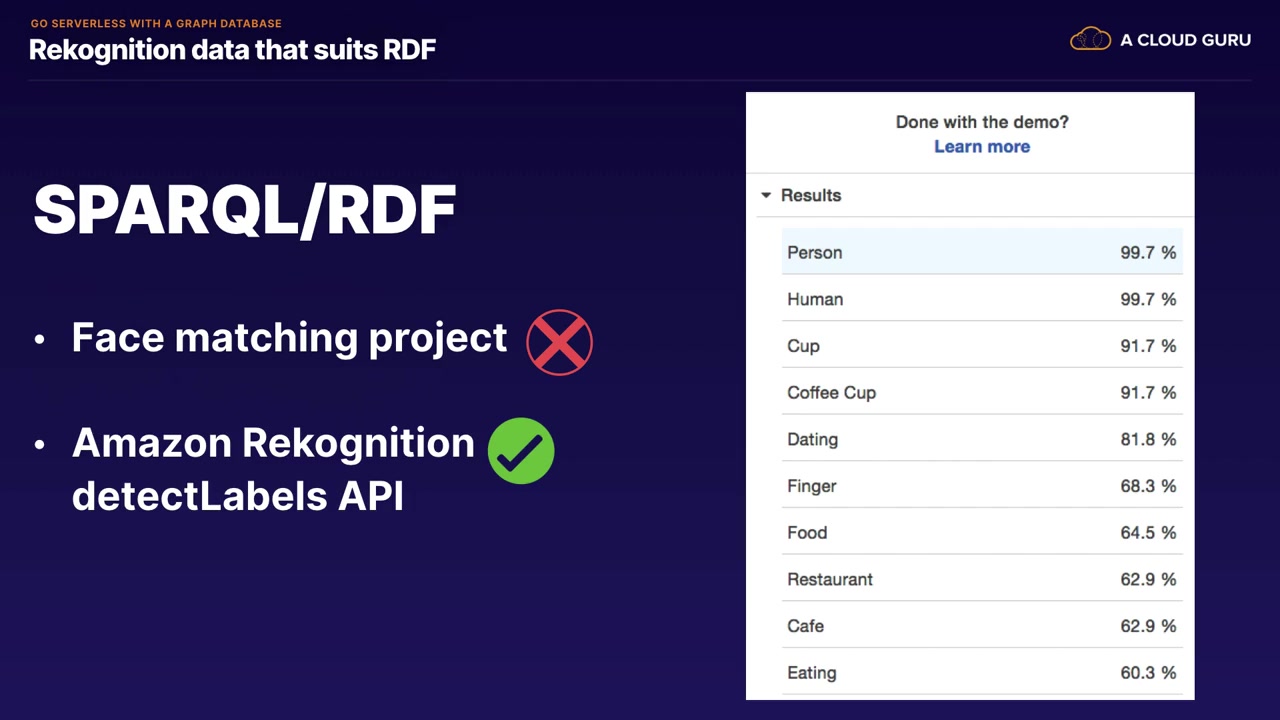 GO SERVERLESS WITH A GRAPH DATABASE
Rekognition data that suits RDF
A CLOUD GURU
SPARQL/RDF
• Face matching project
• Amazon Rekognition
detectLabels API
Done with the demo?
Learn more
Results
Person 99.7 %
Human 99.7 %
Cup 91.7 %
Coffee Cup 91.7 %
Dating 81.8 %
Finger 68.3 %
Food 64.5 %
Restaurant 62.9 %
Cafe 62.9 %
Eating 60.3 %